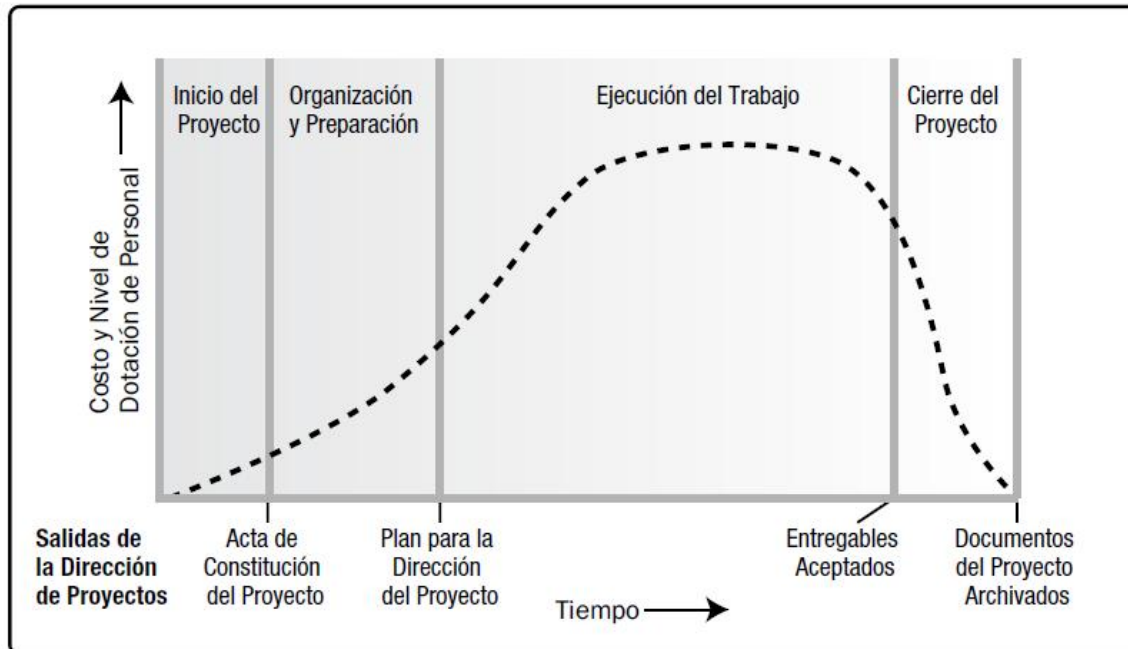 Inicio del
Proyecto
Organización
y Preparación
Ejecución del Trabajo
Cierre del
Proyecto
Costo y Nivel de
Dotación de Personal
Salidas de
la Dirección
de Proyectos
Acta de
Constitución
del Proyecto
Plan para la
Dirección
del Proyecto
Tiempo
Entregables
Aceptados
Documentos
del Proyecto
Archivados